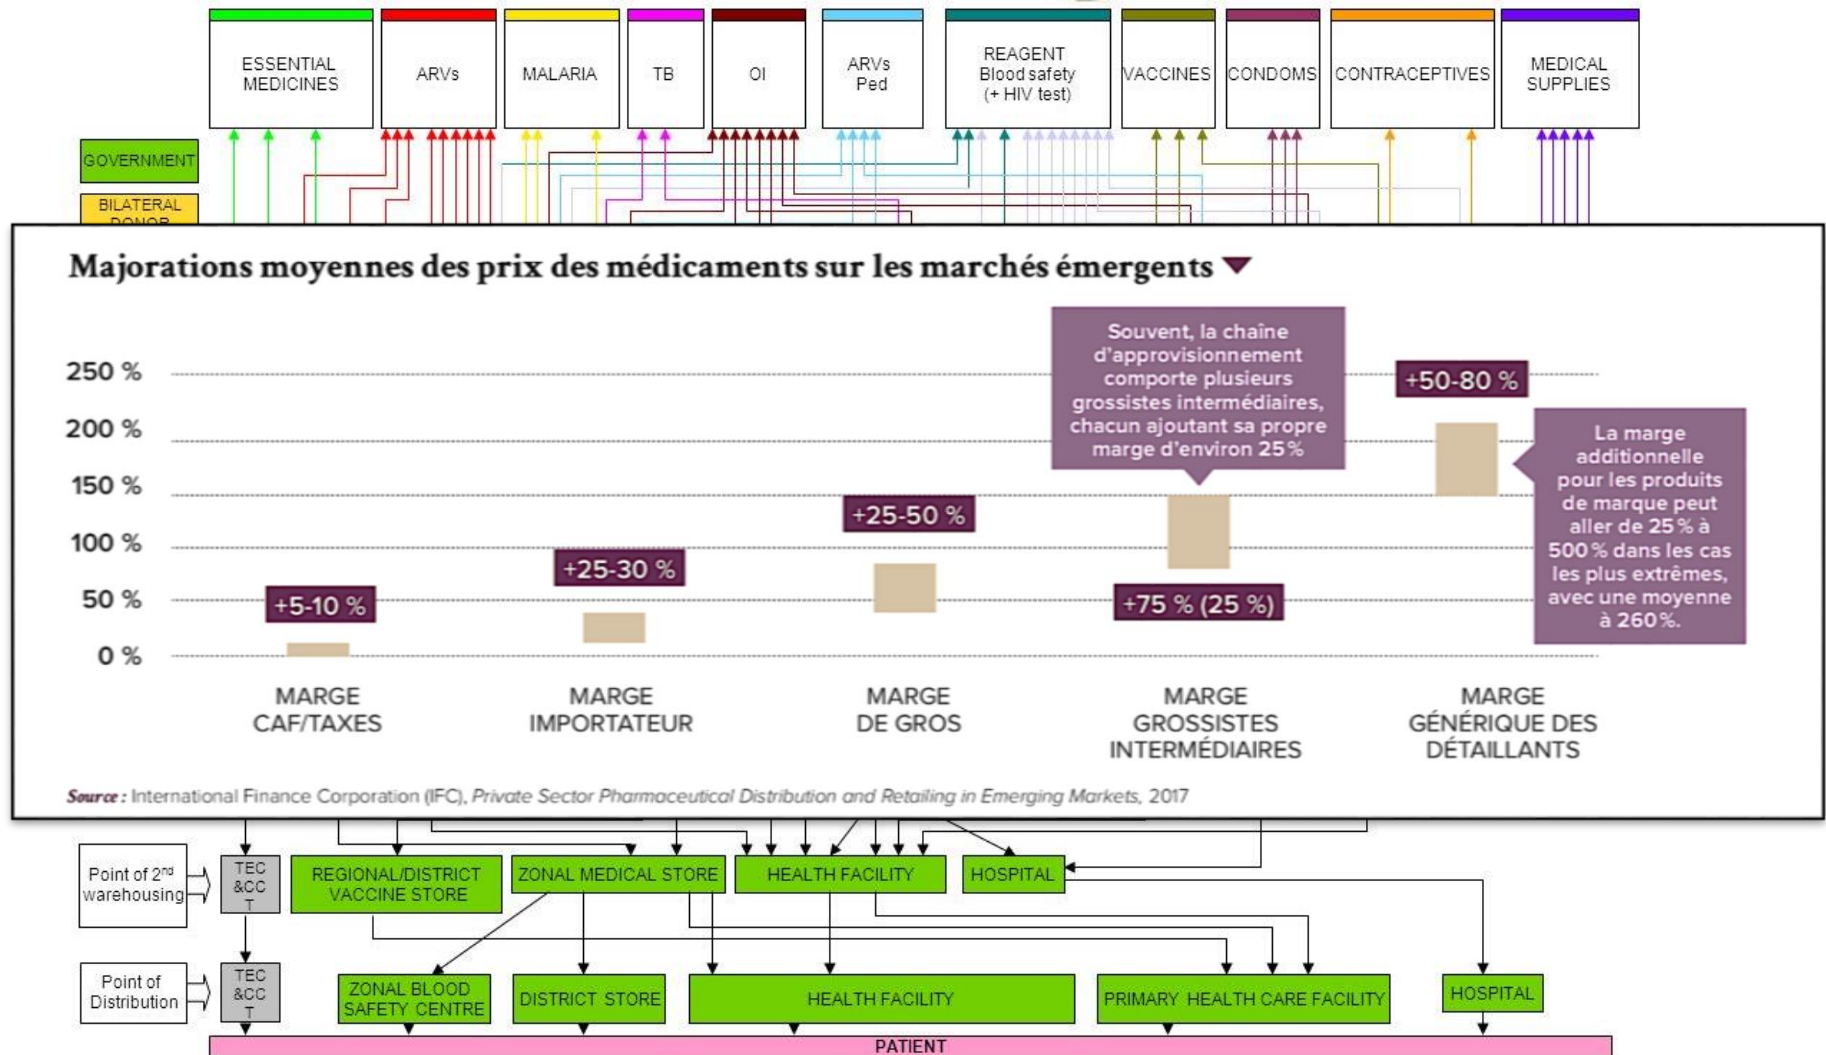 ESSENTIAL
MEDICINES
ARVs
MALARIA
TB
OI
ARVs
Ped
REAGENT
Blood safety
(+ HIV test)
VACCINES
CONDOMS
CONTRACEPTIVES
MEDICAL
SUPPLIES
GOVERNMENT
BILATERAL
DONOR
Majorations moyennes des prix des médicaments sur les marchés émergents
Souvent, la chaîne
d'approvisionnement
comporte plusieurs
grossistes intermédiaires,
chacun ajoutant sa propre
marge d'environ 25 %
250 %
200 %
150 %
100 %
50 %
0 %
+5-10 %
+25-30 %
+25-50 %
+75 % (25 %)
+50-80 %
La marge
additionnelle
pour les produits
de marque peut
aller de 25 % à
500 % dans les cas
les plus extrêmes,
avec une moyenne
à 260 %.
MARGE
CAF/TAXES
MARGE
IMPORTATEUR
MARGE
DE GROS
MARGE
GROSSISTES
INTERMÉDIAIRES
MARGE
GÉNÉRIQUE DES
DÉTAILLANTS
Source : International Finance Corporation (IFC), Private Sector Pharmaceutical Distribution and Retailing in Emerging Markets, 2017
Point of 2nd
warehousing
TEC
&CC
T
REGIONAL/DISTRICT
VACCINE STORE
ZONAL MEDICAL STORE
HEALTH FACILITY
HOSPITAL
Point of
Distribution
TEC
&CC
T
ZONAL BLOOD
SAFETY CENTRE
DISTRICT STORE
HEALTH FACILITY
PRIMARY HEALTH CARE FACILITY
HOSPITAL
PATIENT